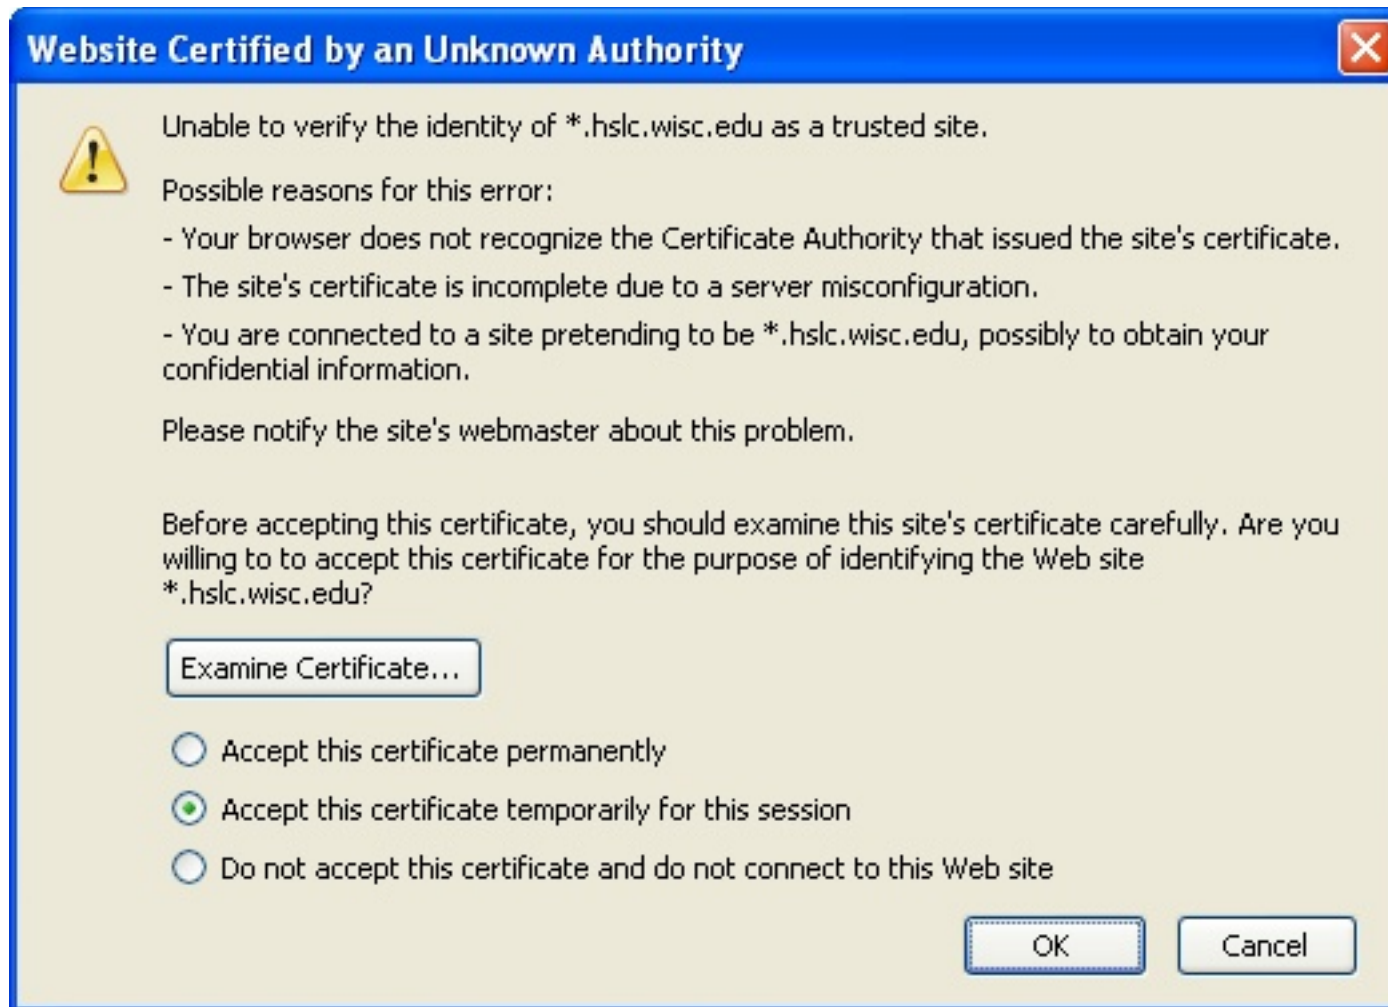 Website Certified by an Unknown Authority
Unable to verify the identity of *.hslc.wisc.edu as a trusted site.
Possible reasons for this error:
- Your browser does not recognize the Certificate Authority that issued the site's certificate.
- The site's certificate is incomplete due to a server misconfiguration.
- You are connected to a site pretending to be *.hslc.wisc.edu, possibly to obtain your
confidential information.
Please notify the site's webmaster about this problem.
Before accepting this certificate, you should examine this site's certificate carefully. Are you
willing to to accept this certificate for the purpose of identifying the Web site
*.hslc.wisc.edu?
Examine Certificate...
Accept this certificate permanently
Accept this certificate temporarily for this session
Do not accept this certificate and do not connect to this Web site
OK
Cancel